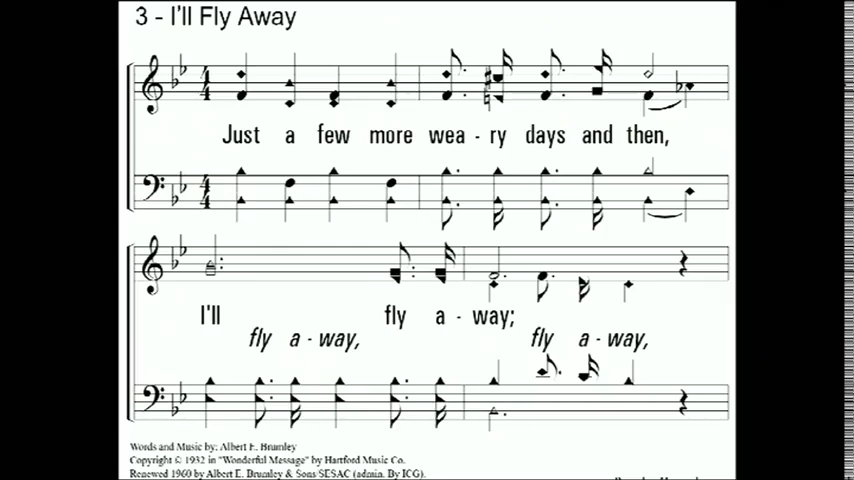 3 - I'll Fly Away
Just a few more wea - ry days and then,
I'll fly a - way;
fly a - way, fly a - way,
Words and Music by: Albert E. Brumley
Copyright © 1932 in "Wonderful Message" by Hartford Music Co.
Renewed 1960 by Albert E. Brumley & Sons/SESAC (admin. By ICG).